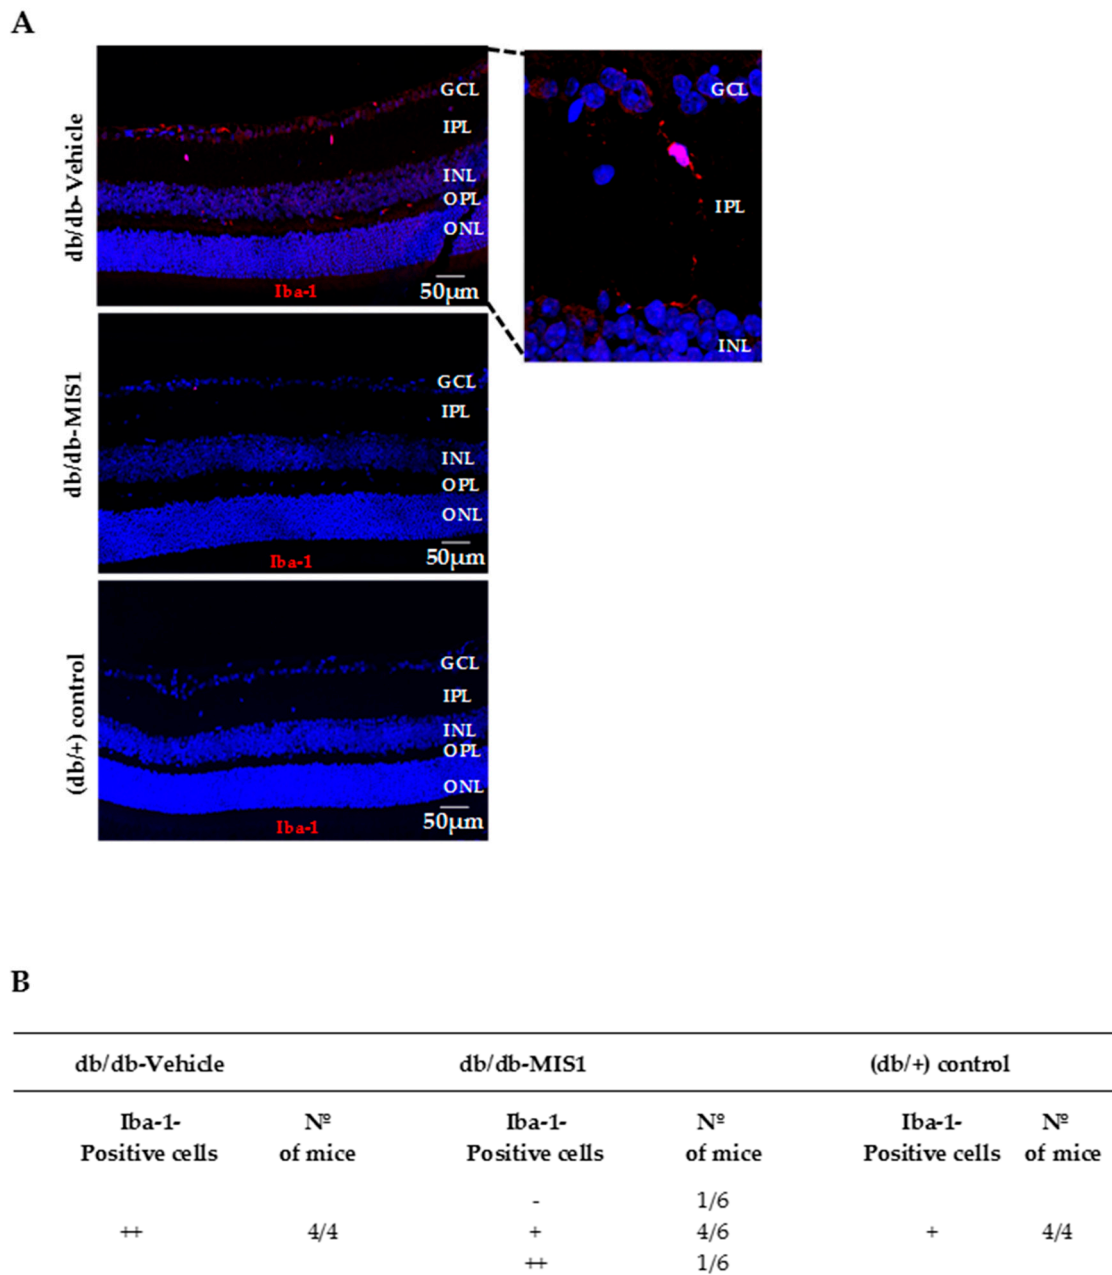 A
db/db- Vehicle
GCL
IPL
INL
OPL
ONL
Iba-1
50µm
GCL
IPL
INL
db/db-MIS1
GCL
IPL
INL
OPL
ONL
Iba-1
50µm
(db/+) control
GCL
IPL
INL
OPL
ONL
Iba-1
50µm
B
db/db-Vehicle db/db-MIS1 (db/+) control
Iba-1- Nº Iba-1- Nº Iba-1- Nº
Positive cells of mice Positive cells of mice Positive cells of mice
- 1/6
++ 4/4 + 4/6 + 4/4
++ 1/6